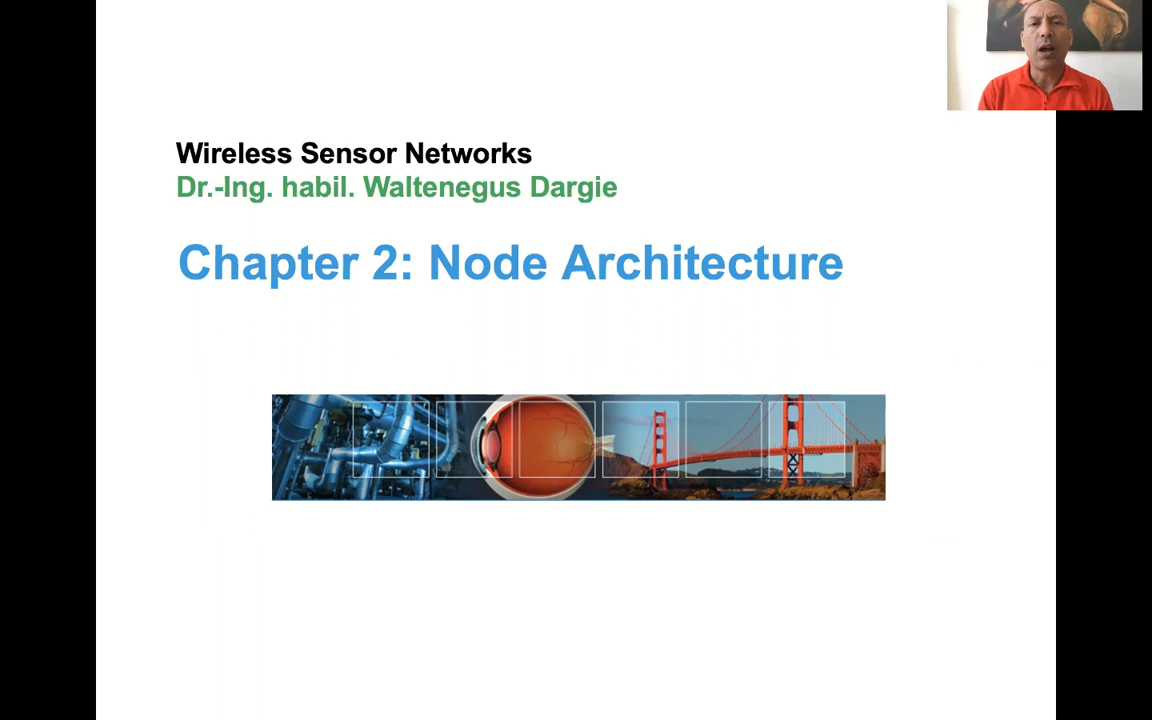 Wireless Sensor Networks
Dr.-Ing. habil. Waltenegus Dargie
Chapter 2: Node Architecture